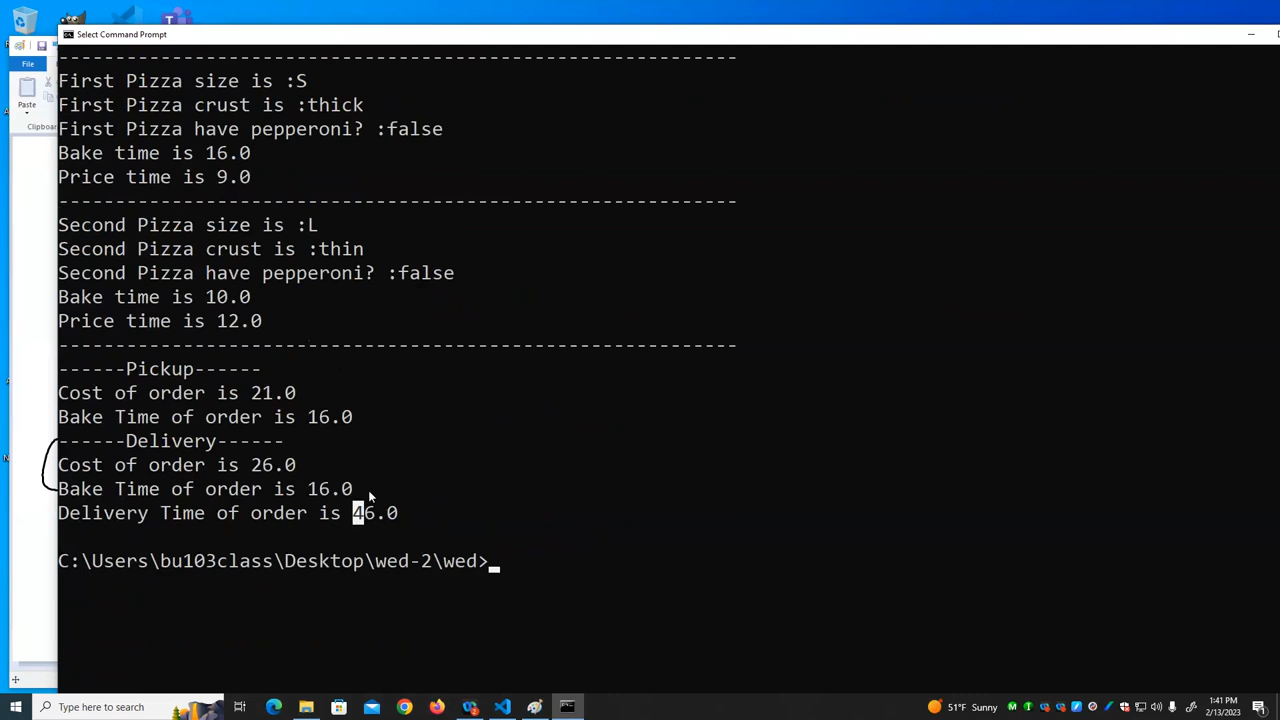 Select Command Prompt
File
Paste
Clipboard
------------------------------------------------------------
First Pizza size is :S
First Pizza crust is :thick
First Pizza have pepperoni? :false
Bake time is 16.0
Price time is 9.0
------------------------------------------------------------
Second Pizza size is :L
Second Pizza crust is :thin
Second Pizza have pepperoni? :false
Bake time is 10.0
Price time is 12.0
------------------------------------------------------------
------Pickup------
Cost of order is 21.0
Bake Time of order is 16.0
------Delivery------
Cost of order is 26.0
Bake Time of order is 16.0
Delivery Time of order is 46.0
C:\Users\bu103class\Desktop\wed-2\wed>
Type here to search
51°F Sunny
1:41 PM
2/13/2023